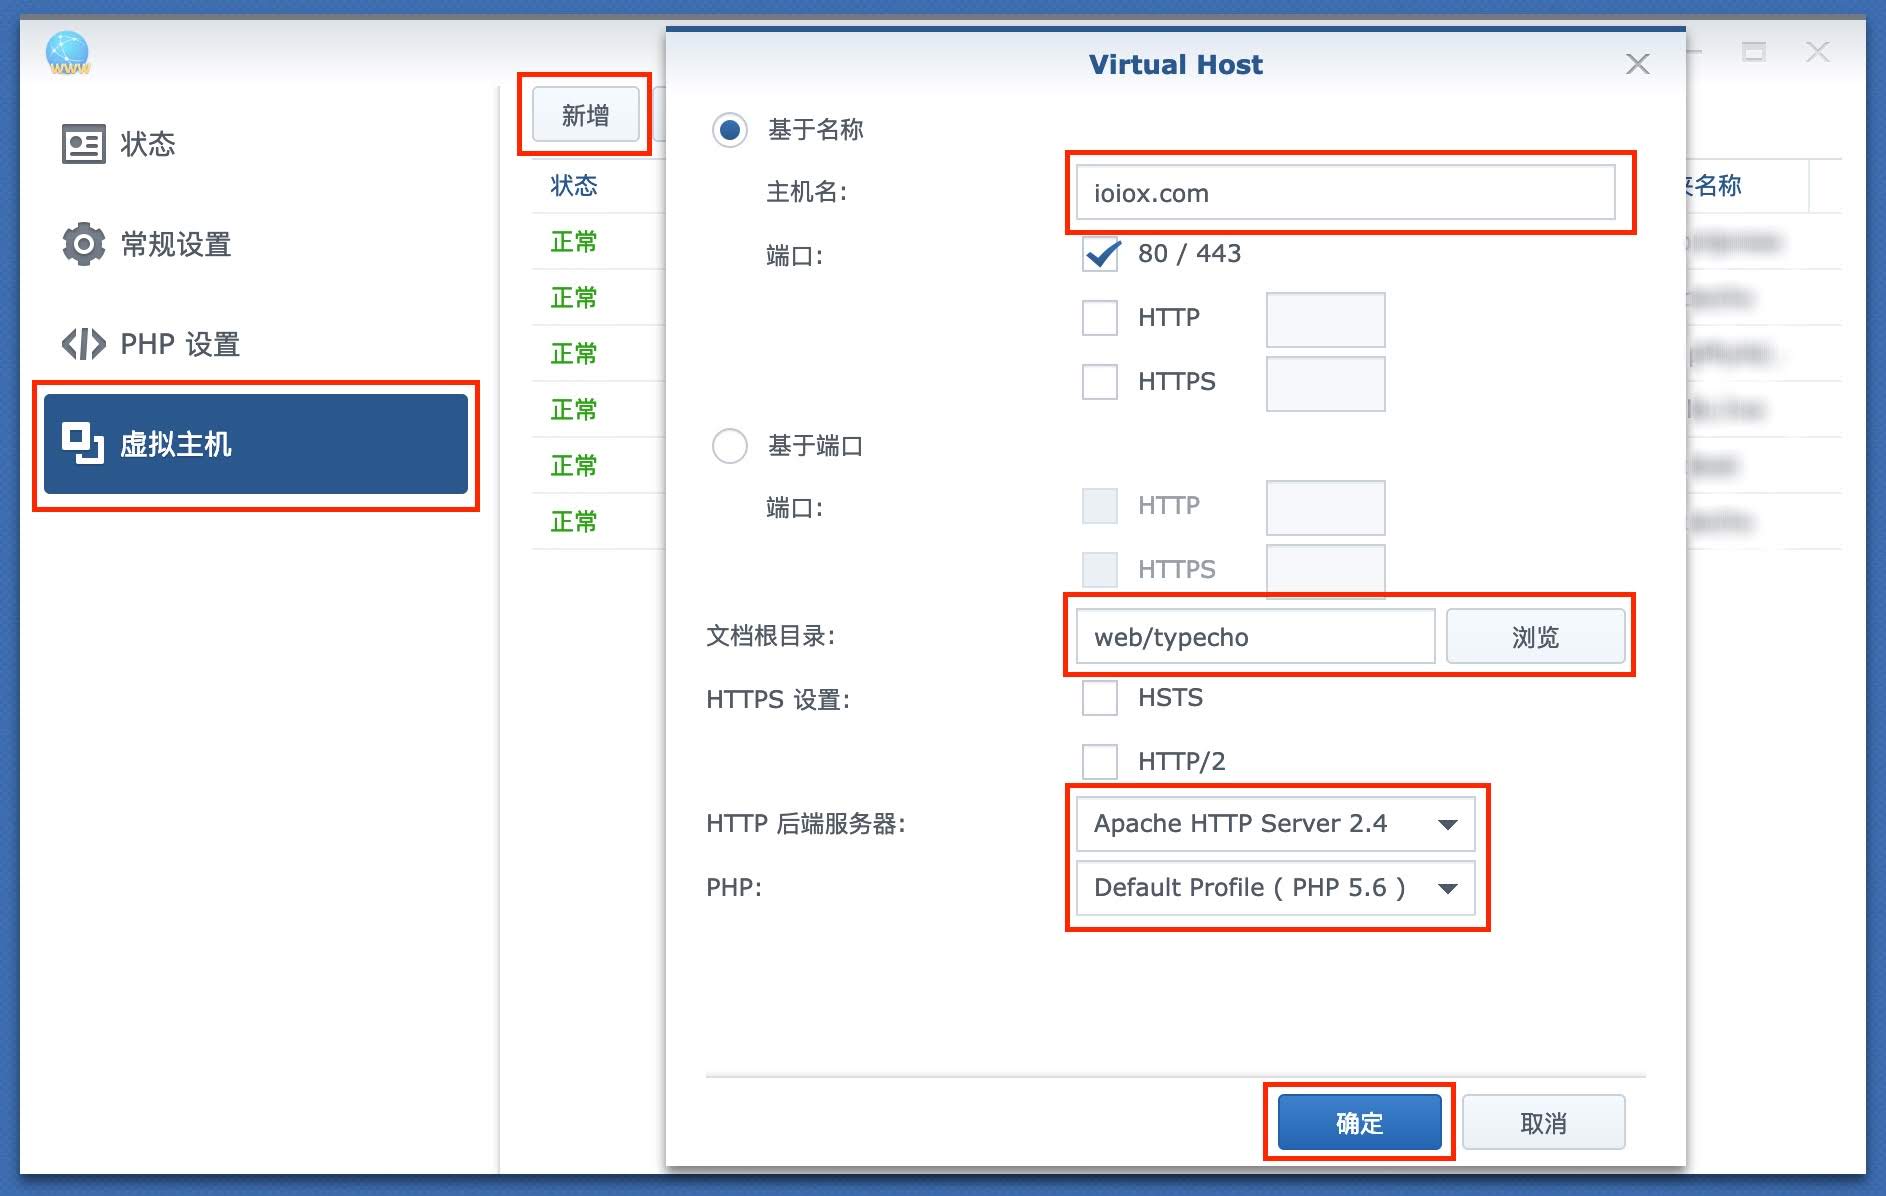 WWW
状态
常规设置
PHP 设置
虚拟主机
新增
状态
正常
正常
正常
正常
正常
正常
名称
Virtual Host
基于名称
主机名:
ioiox.com
端口:
80 / 443
HTTP
HTTPS
基于端口
端口:
HTTP
HTTPS
文档根目录:
web/typecho
浏览
HTTPS 设置:
HSTS
HTTP/2
HTTP 后端服务器:
Apache HTTP Server 2.4
PHP:
Default Profile ( PHP 5.6 )
确定
取消